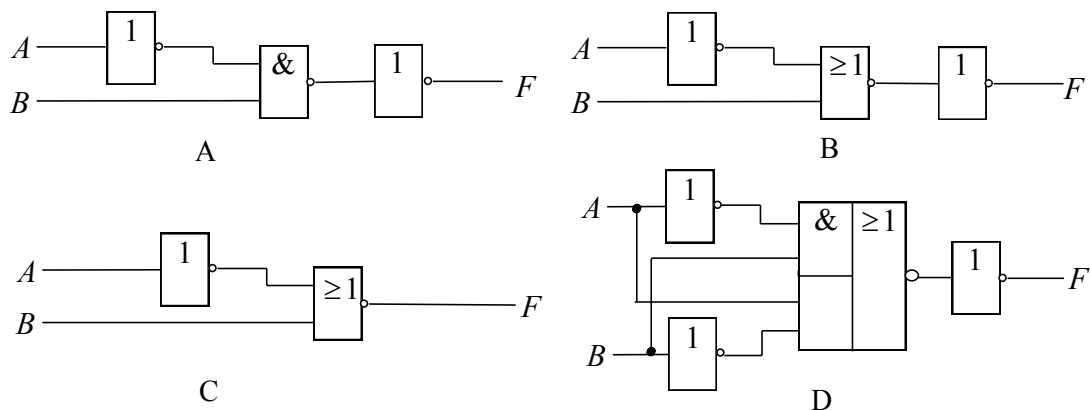 A 1 & 1 F
B
A
A 1 ≥1 1 F
B
B
A 1 ≥1 F
B
C
A 1 & ≥1 1 F
B 1
D